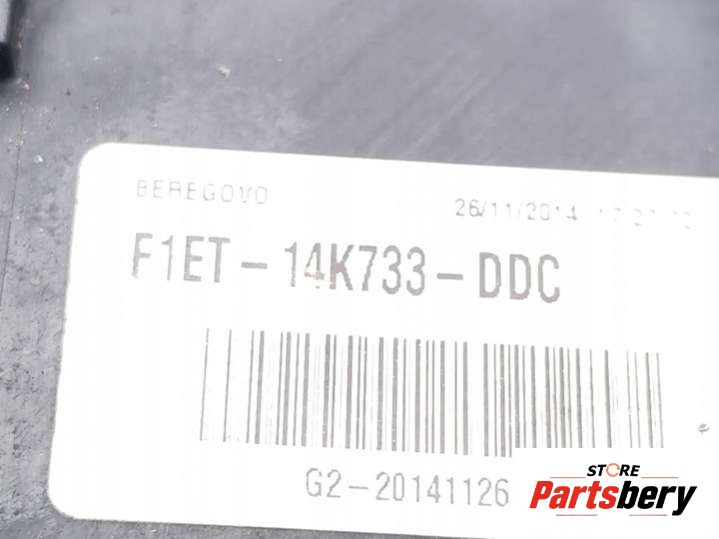 BEREGOVO 26/11/2014
F1ET-14K733-DDC
G2-20141126
STORE
Partsbery